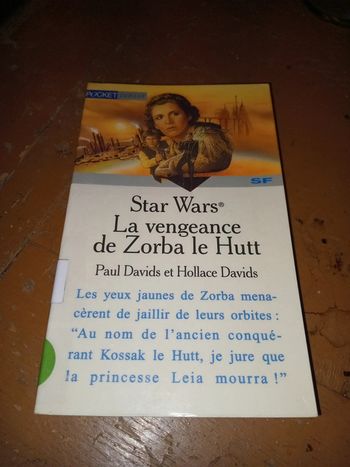 POCKET
SF
Star Wars®
La vengeance
de Zorba le Hutt
Paul Davids et Hollace Davids
Les yeux jaunes de Zorba mena-
cèrent de jaillir de leurs orbites :
"Au nom de l'ancien conqué-
rant Kossak le Hutt, je jure que
la princesse Leia mourra !"